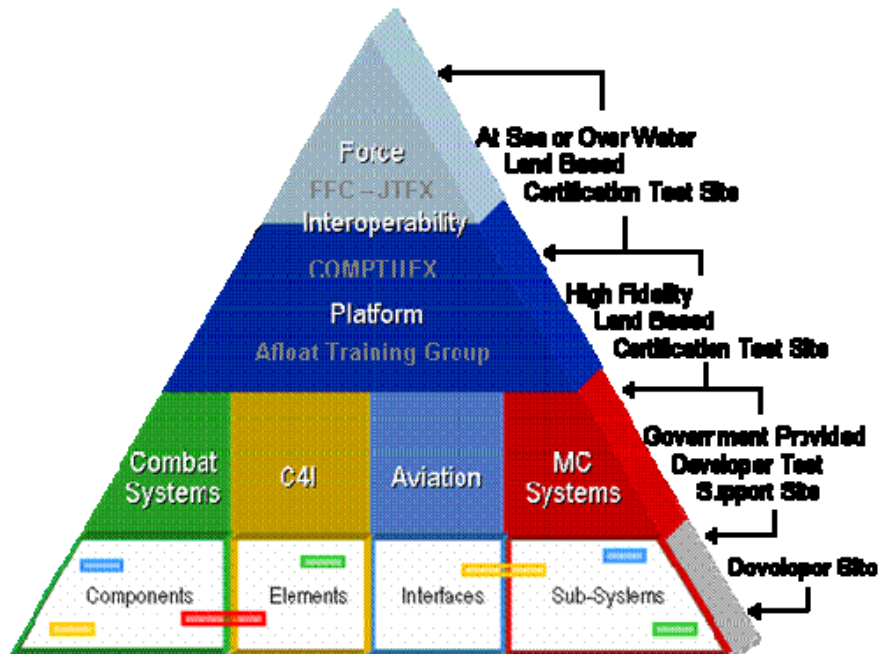 Force
FFC – JTFX
Interoperability
COMPTUEX
Platform
Afloat Training Group
Combat
Systems
C4I
Aviation
MC
Systems
Components
Elements
Interfaces
Sub-Systems
At Sea or Over Water
Land Based
Certification Test Site
High Fidelity
Land Based
Certification Test Site
Government Provided
Developer Test
Support Site
Developer Site